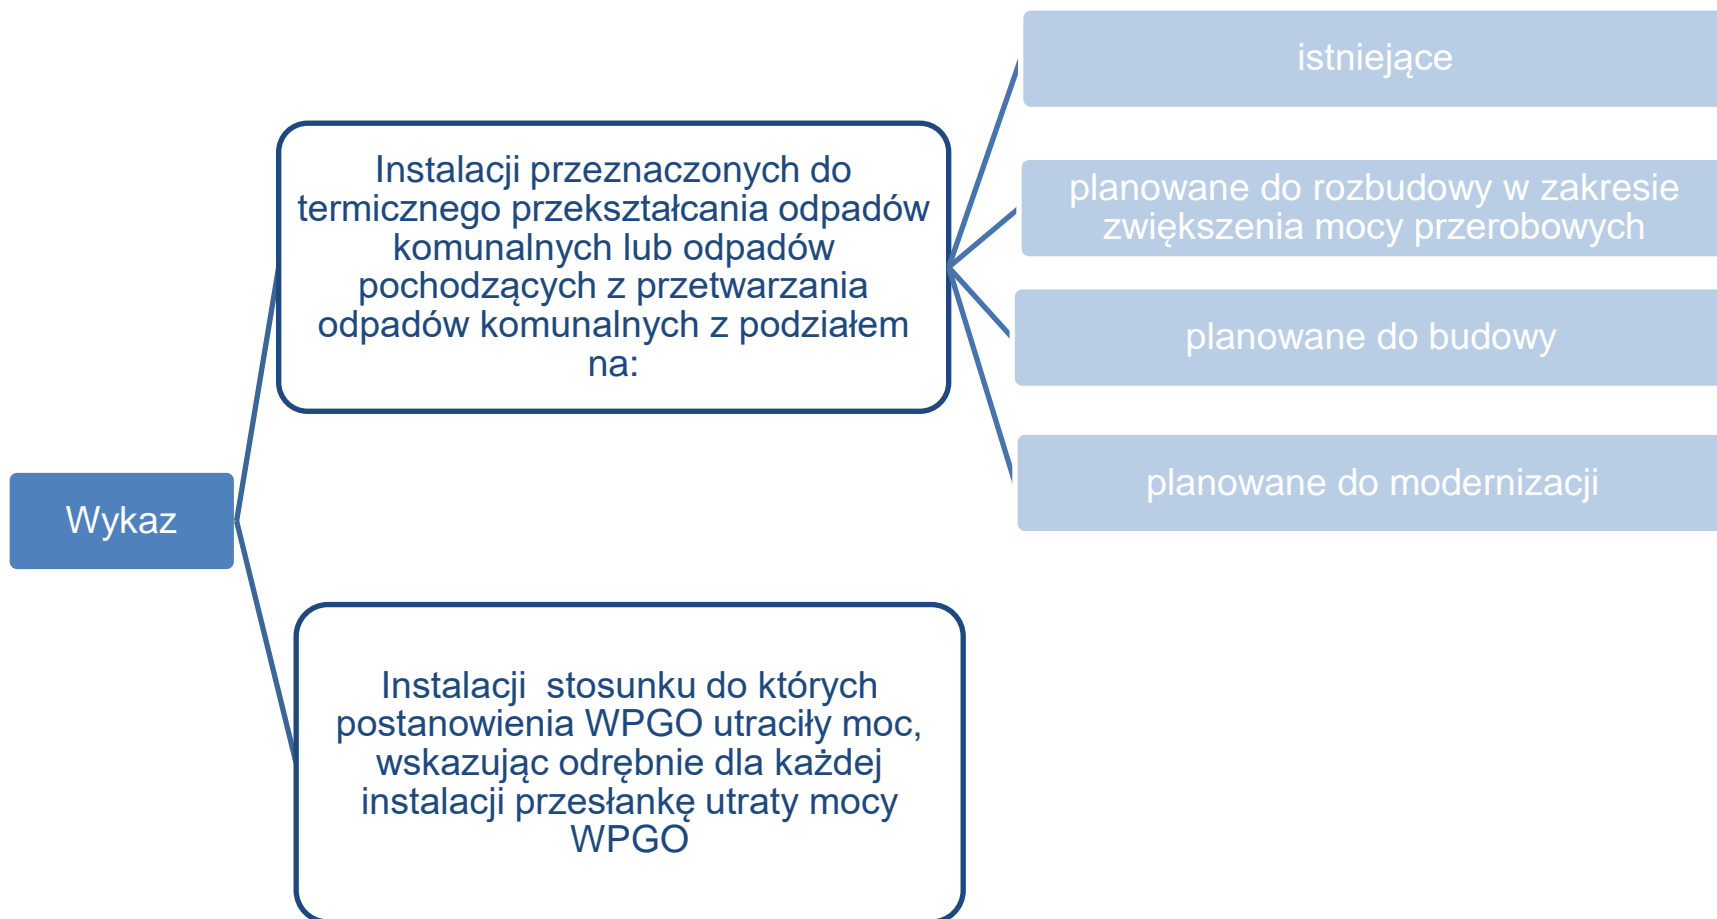 Wykaz
Instalacji przeznaczonych do
termicznego przekształcania odpadów
komunalnych lub odpadów
pochodzących z przetwarzania
odpadów komunalnych z podziałem
na:
istniejące
planowane do rozbudowy w zakresie
zwiększenia mocy przerobowych
planowane do budowy
planowane do modernizacji
Instalacji  stosunku do których
postanowienia WPGO utraciły moc,
wskazując odrębnie dla każdej
instalacji przesłankę utraty mocy
WPGO